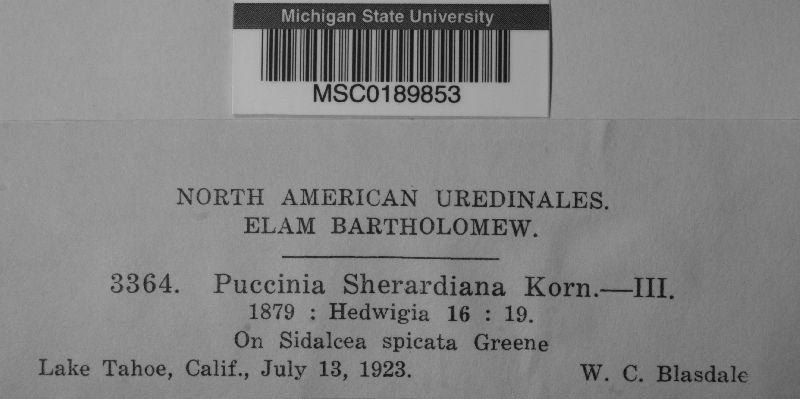 Michigan State University
MSC0189853
NORTH AMERICAN UREDINALES.
ELAM BARTHOLOMEW.
3364. Puccinia Sherardiana Korn.—III.
1879 : Hedwigia 16 : 19.
On Sidalcea spicata Greene
Lake Tahoe, Calif., July 13, 1923. W. C. Blasdale